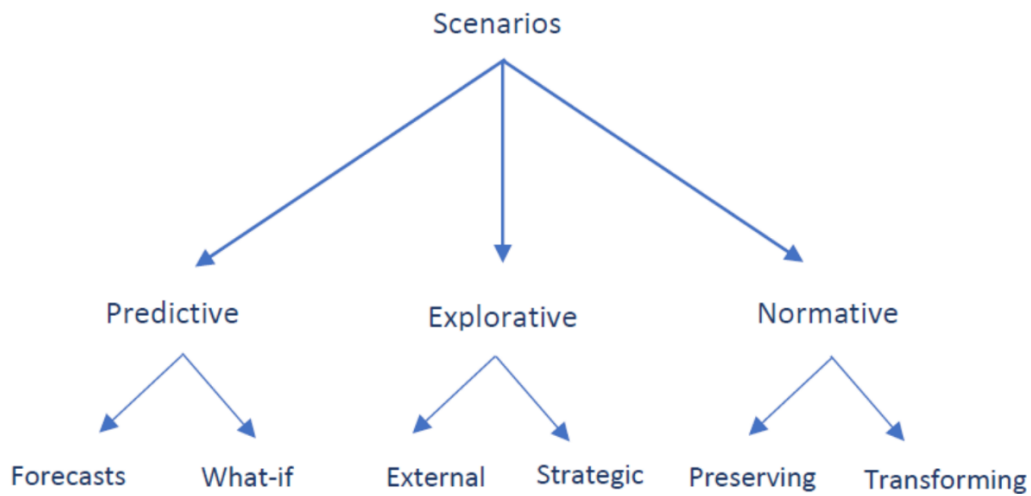 Scenarios
Predictive
Explorative
Normative
Forecasts
What-if
External
Strategic
Preserving
Transforming